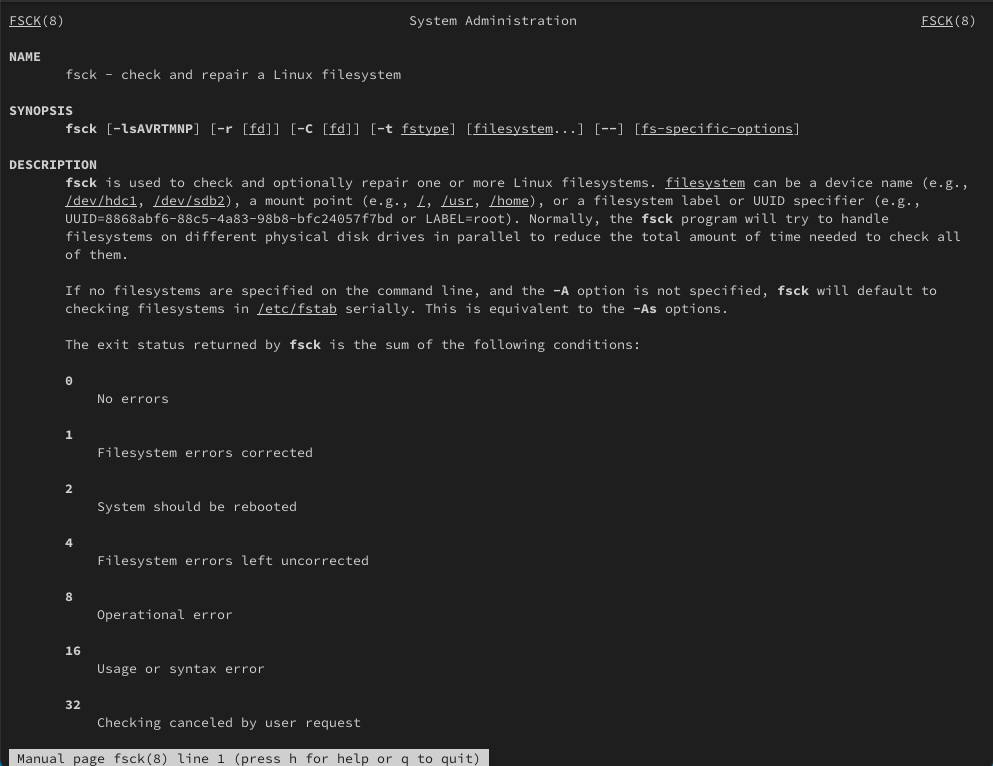 FSCK(8) System Administration FSCK(8)
NAME
fsck - check and repair a Linux filesystem
SYNOPSIS
fsck [-lsAVRTMNP] [-r [fd]] [-C [fd]] [-t fstype] [filesystem...] [--] [fs-specific-options]
DESCRIPTION
fsck is used to check and optionally repair one or more Linux filesystems. filesystem can be a device name (e.g.,
/dev/hdc1, /dev/sdb2), a mount point (e.g., /, /usr, /home), or a filesystem label or UUID specifier (e.g.,
UUID=8868abf6-88c5-4a83-98b8-bfc24057f7bd or LABEL=root). Normally, the fsck program will try to handle
filesystems on different physical disk drives in parallel to reduce the total amount of time needed to check all
of them.
If no filesystems are specified on the command line, and the -A option is not specified, fsck will default to
checking filesystems in /etc/fstab serially. This is equivalent to the -As options.
The exit status returned by fsck is the sum of the following conditions:
0
No errors
1
Filesystem errors corrected
2
System should be rebooted
4
Filesystem errors left uncorrected
8
Operational error
16
Usage or syntax error
32
Checking canceled by user request
Manual page fsck(8) line 1 (press h for help or q to quit)